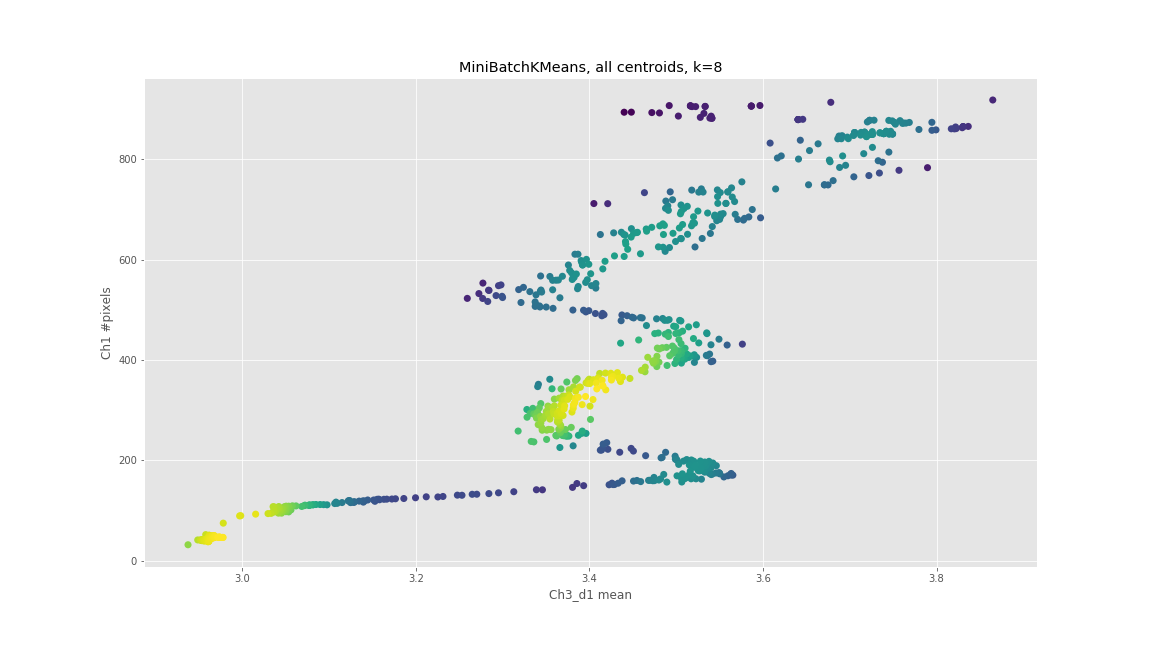 MiniBatchKMeans, all centroids, k=8
800
600
400
200
0
Ch1 #pixels
3.0 3.2 3.4 3.6 3.8
Ch3_d1 mean